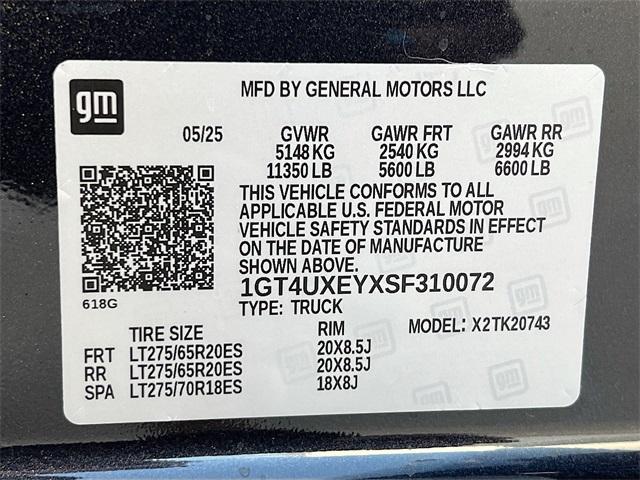 gm
MFD BY GENERAL MOTORS LLC
05/25 GVWR GAWR FRT GAWR RR
5148 KG 2540 KG 2994 KG
11350 LB 5600 LB 6600 LB
THIS VEHICLE CONFORMS TO ALL
APPLICABLE U.S. FEDERAL MOTOR
VEHICLE SAFETY STANDARDS IN EFFECT
ON THE DATE OF MANUFACTURE
SHOWN ABOVE.
1GT4UXEYXSF310072
618G
TYPE: TRUCK
TIRE SIZE RIM MODEL: X2TK20743
FRT LT275/65R20ES 20X8.5J
RR LT275/65R20ES 20X8.5J
SPA LT275/70R18ES 18X8J